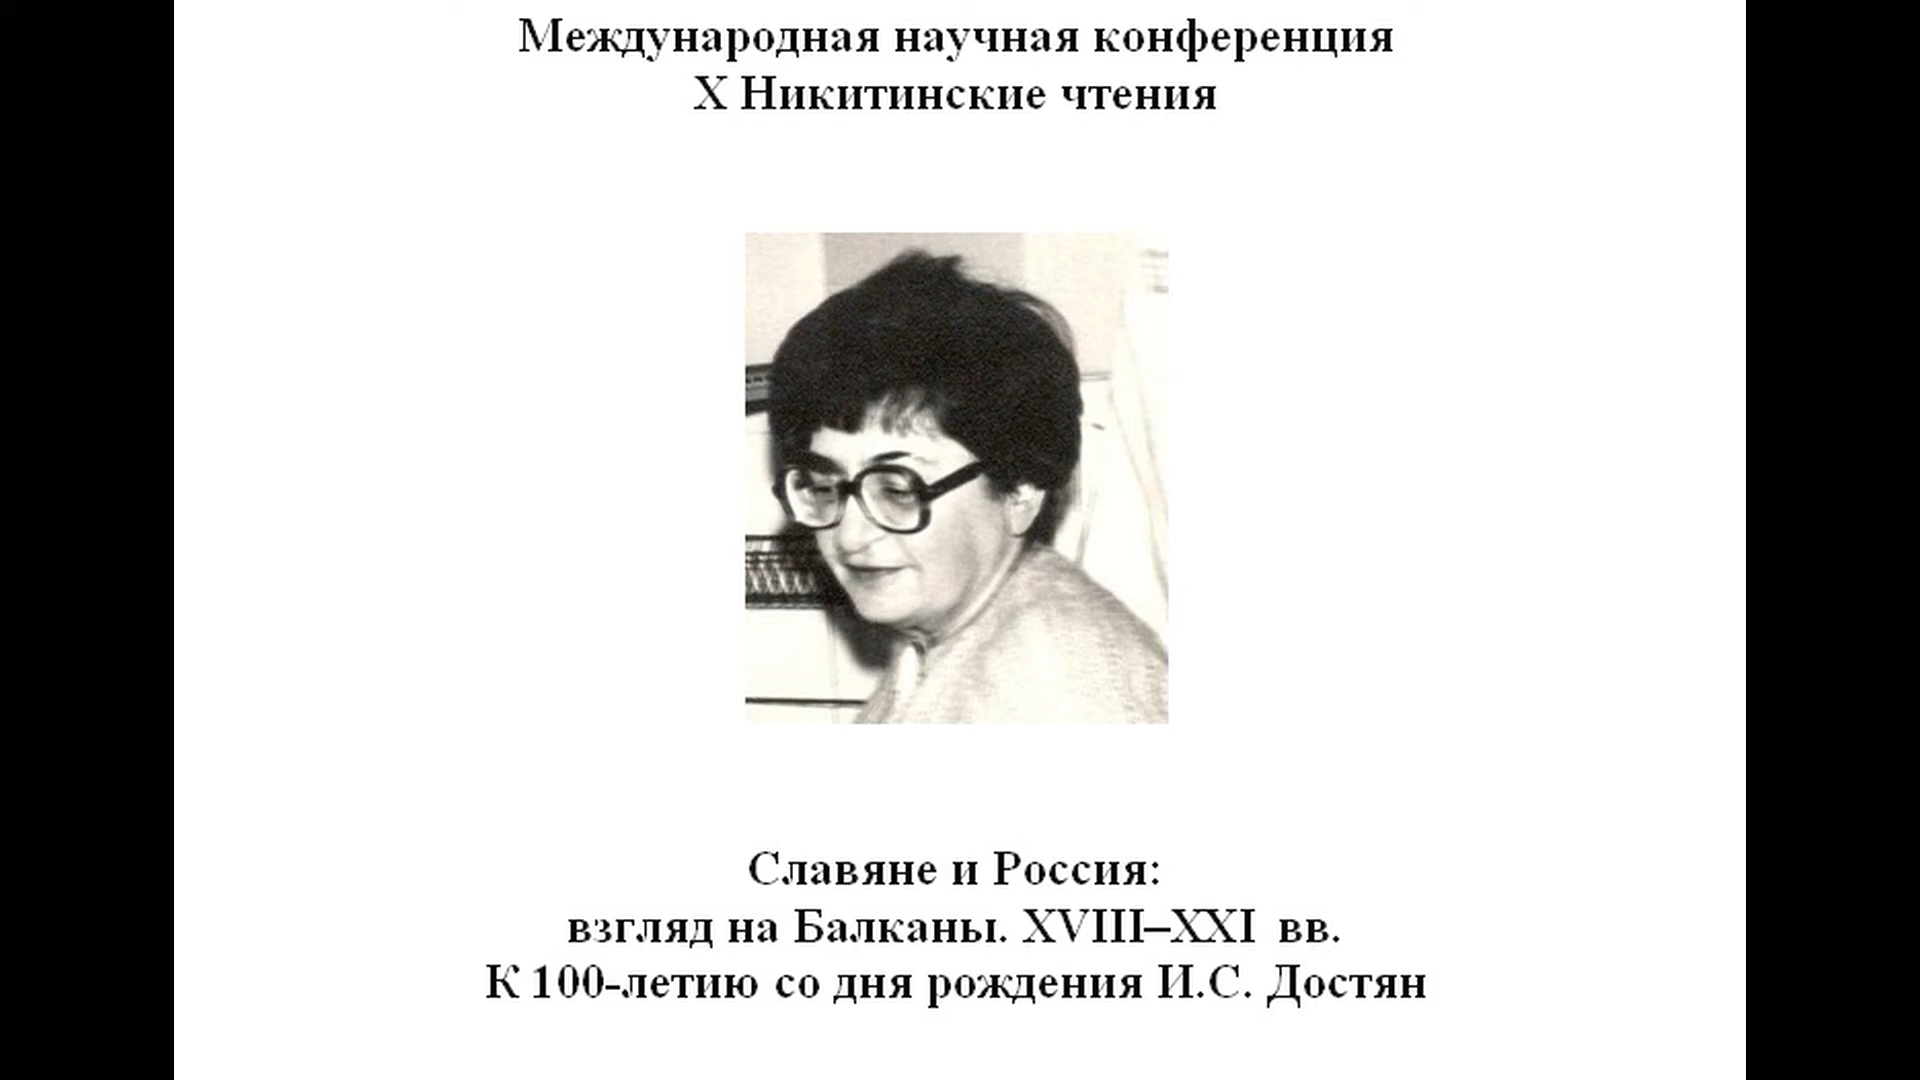 Международная научная конференция
X Никитинские чтения
Славяне и Россия:
взгляд на Балканы. XVIII–XXI вв.
К 100-летию со дня рождения И.С. Достян